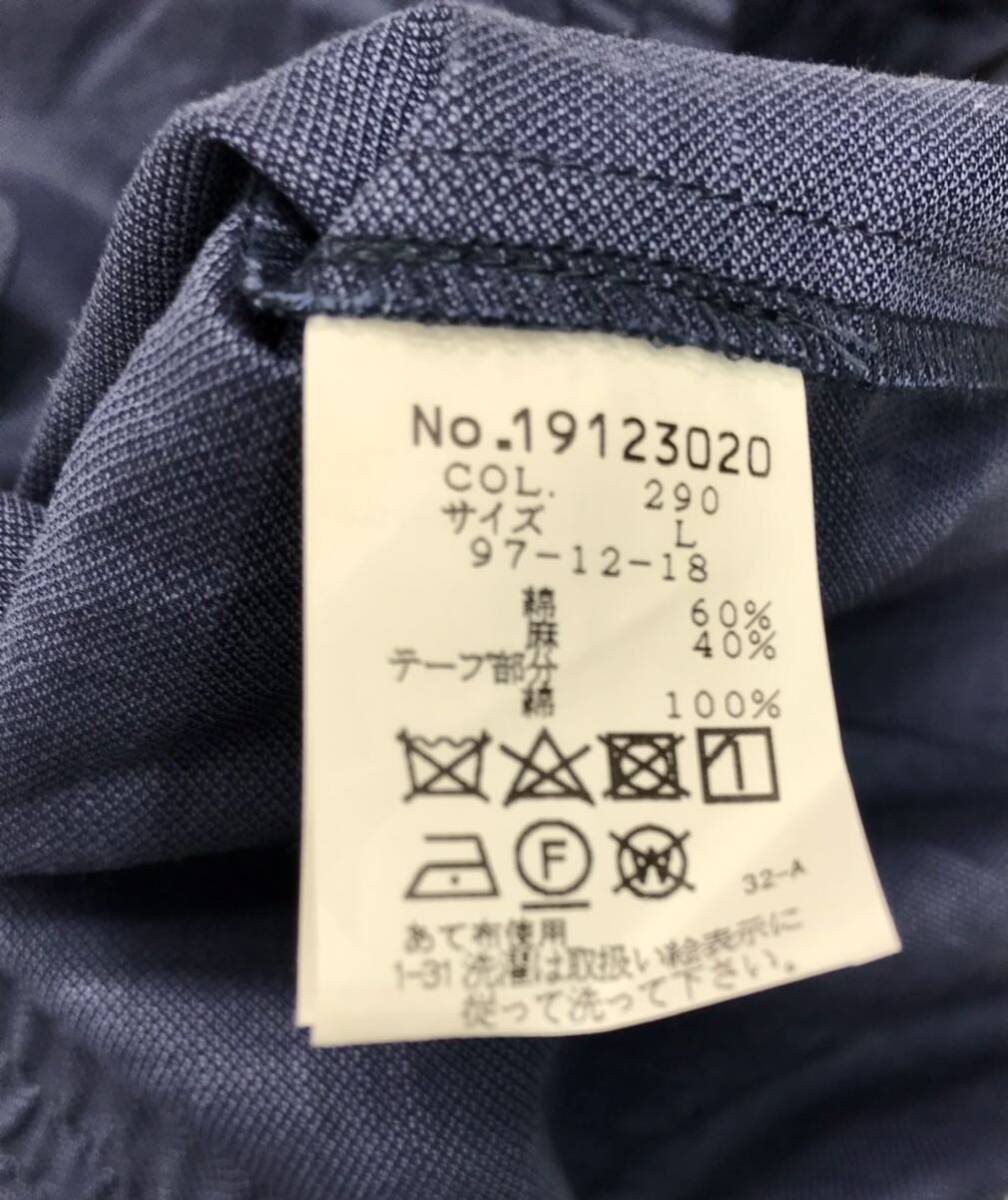 No.19123020
COL. 290
サイズ L
97-12-18
綿 60%
麻 40%
テープ部分
綿 100%
F
W
32-A
あて布使用
1-31 洗濯は取扱い絵表示に
従って洗って下さい。